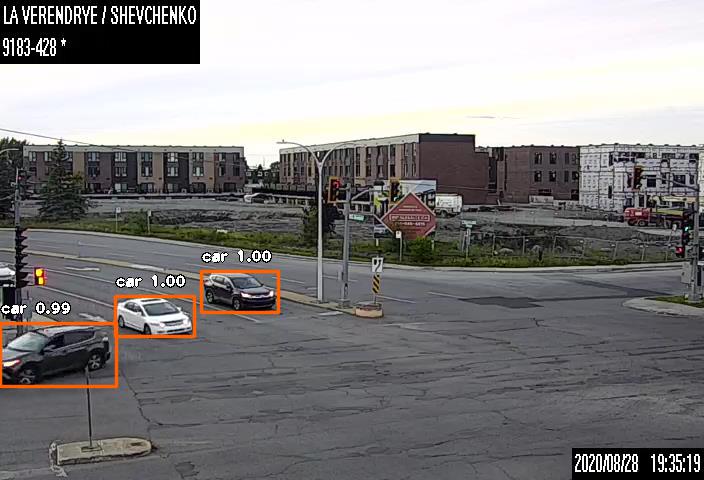 LA VERENDRYE / SHEVCHENKO
9183-428 *
car 1.00
car 1.00
car 0.99
2020/08/28 19:35:19